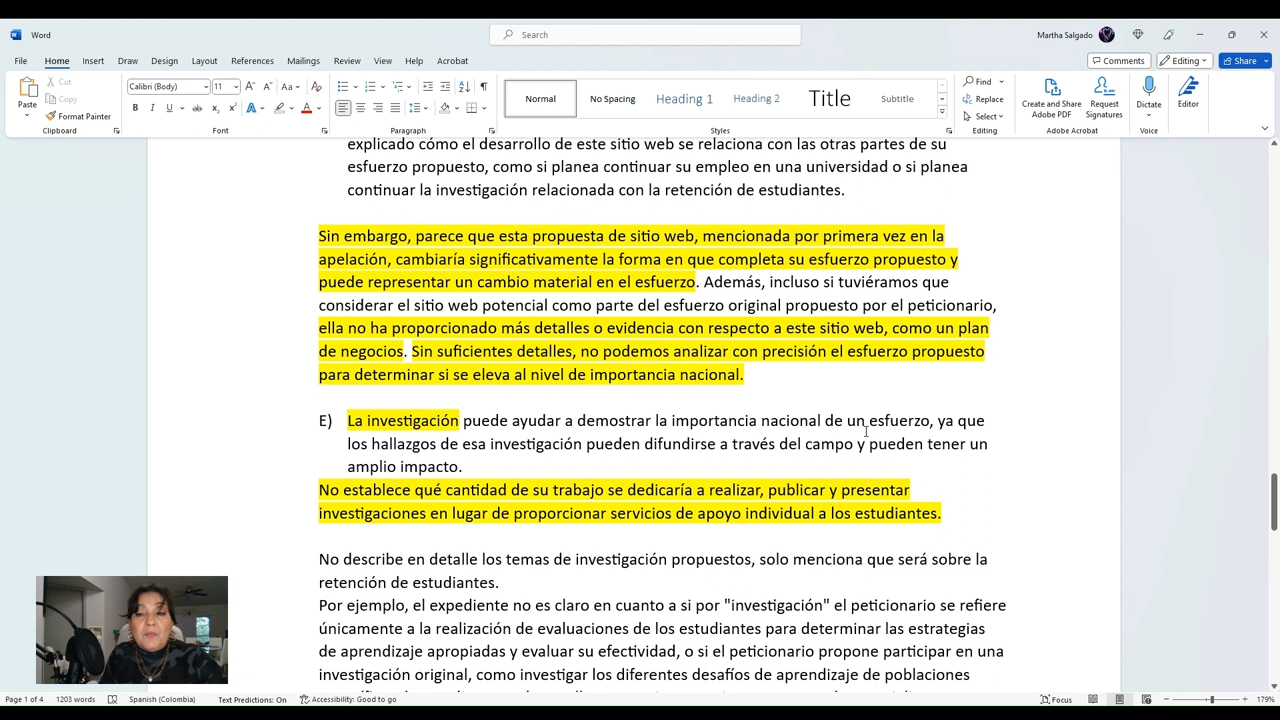 Word
Search
Martha Salgado
File Home Insert Draw Design Layout References Mailings Review View Help Acrobat
Comments Editing Share
Paste
Cut
Copy
Format Painter
Clipboard
Calibri (Body) 11
Font
Paragraph
Normal No Spacing Heading 1 Heading 2 Title Subtitle
Styles
Find
Replace
Select
Editing
Create and Share
Adobe PDF
Request
Signatures
Adobe Acrobat
Dictate
Voice
Editor
Editor
explicado cómo el desarrollo de este sitio web se relaciona con las otras partes de su
esfuerzo propuesto, como si planea continuar su empleo en una universidad o si planea
continuar la investigación relacionada con la retención de estudiantes.
Sin embargo, parece que esta propuesta de sitio web, mencionada por primera vez en la
apelación, cambiaría significativamente la forma en que completa su esfuerzo propuesto y
puede representar un cambio material en el esfuerzo. Además, incluso si tuviéramos que
considerar el sitio web potencial como parte del esfuerzo original propuesto por el peticionario,
ella no ha proporcionado más detalles o evidencia con respecto a este sitio web, como un plan
de negocios. Sin suficientes detalles, no podemos analizar con precisión el esfuerzo propuesto
para determinar si se eleva al nivel de importancia nacional.
E) La investigación puede ayudar a demostrar la importancia nacional de un esfuerzo, ya que
los hallazgos de esa investigación pueden difundirse a través del campo y pueden tener un
amplio impacto.
No establece qué cantidad de su trabajo se dedicaría a realizar, publicar y presentar
investigaciones en lugar de proporcionar servicios de apoyo individual a los estudiantes.
No describe en detalle los temas de investigación propuestos, solo menciona que será sobre la
retención de estudiantes.
Por ejemplo, el expediente no es claro en cuanto a si por "investigación" el peticionario se refiere
únicamente a la realización de evaluaciones de los estudiantes para determinar las estrategias
de aprendizaje apropiadas y evaluar su efectividad, o si el peticionario propone participar en una
investigación original, como investigar los diferentes desafíos de aprendizaje de poblaciones
Page 1 of 4 1203 words Spanish (Colombia) Text Predictions: On Accessibility: Good to go Focus 179%